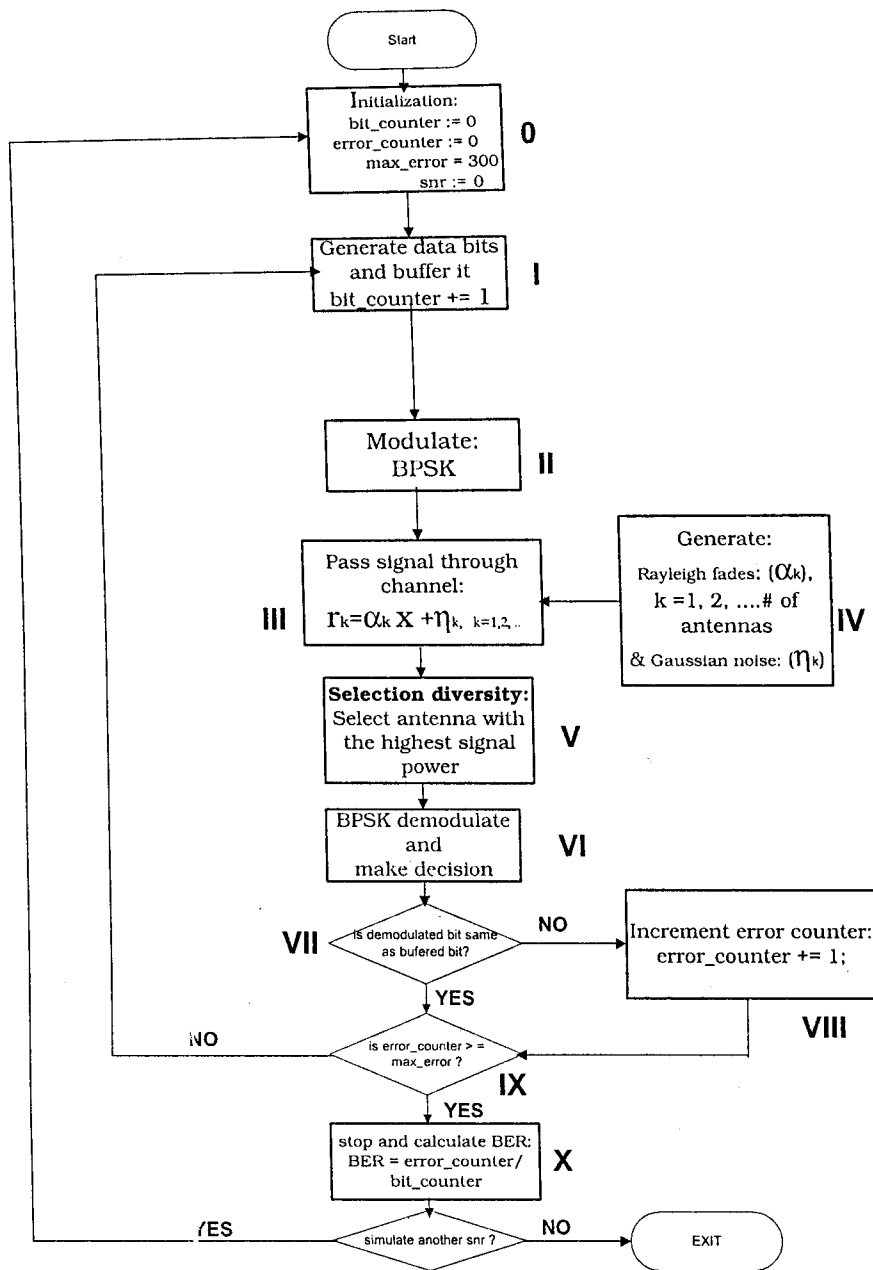 Start
Initialization:
bit_counter := 0
error_counter := 0
max_error = 300
snr := 0
0
Generate data bits
and buffer it
bit_counter += 1
I
Modulate:
BPSK
II
Pass signal through
channel:
rk=αk x +ηk, k=1,2,..
III
Generate:
Rayleigh fades: (αk),
k =1, 2, ....# of
antennas
& Gaussian noise: (ηk)
IV
Selection diversity:
Select antenna with
the highest signal
power
V
BPSK demodulate
and
make decision
VI
is demodulated bit same
as bufered bit?
VII
NO
Increment error counter:
error_counter += 1;
VIII
YES
is error_counter > =
max_error ?
NO
IX
YES
stop and calculate BER:
BER = error_counter/
bit_counter
X
simulate another snr ?
YES
NO
EXIT